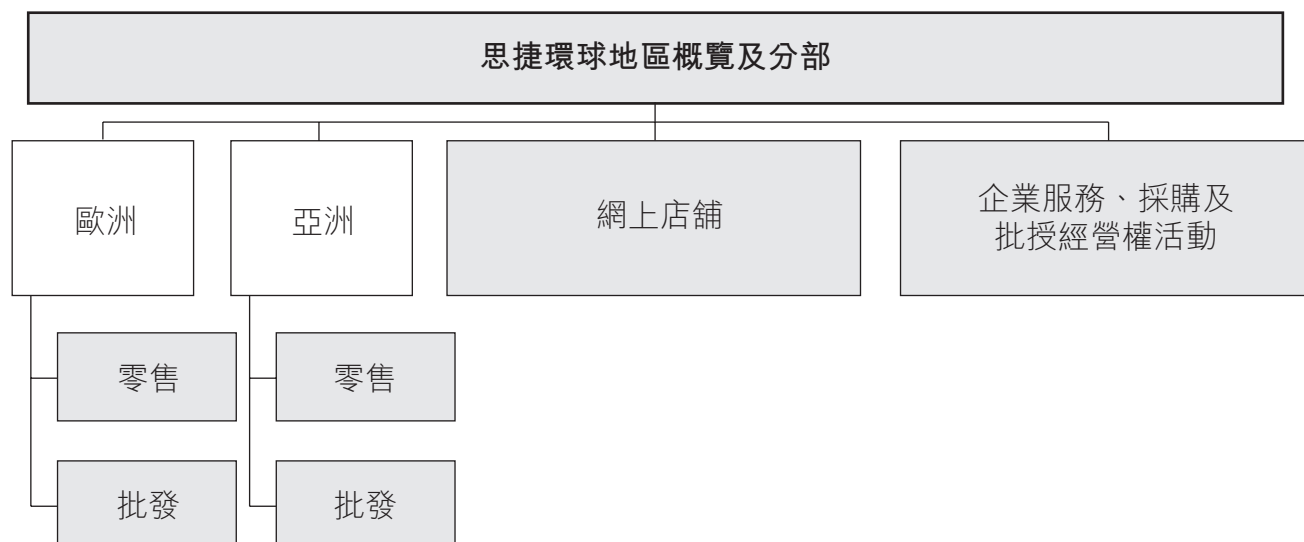 思捷環球地區概覽及分部
歐洲
亞洲
網上店舖
企業服務、採購及
批授經營權活動
零售
零售
批發
批發